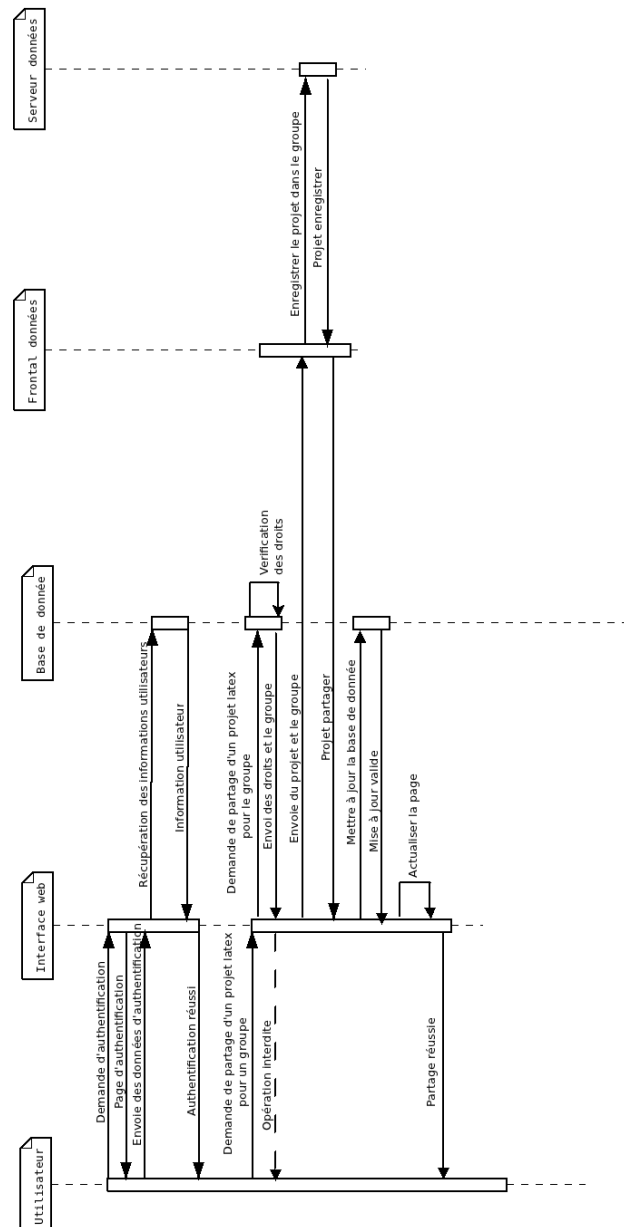 Utilisateur
Interface web
Base de donnée
Frontal données
Serveur données
Demande d'authentification
Page d'authentification
Envoie des données d'authentification
Récupération des informations utilisateurs
Information utilisateur
Authentification réussi
Demande de partage d'un projet latex
pour un groupe
Demande de partage d'un projet latex
pour le groupe
Verification
des droits
Envoi des droits et le groupe
Opération interdite
Envoie du projet et le groupe
Enregistrer le projet dans le groupe
Projet enregistrer
Projet partager
Mettre à jour la base de donnée
Mise à jour valide
Actualiser la page
Partage réussie